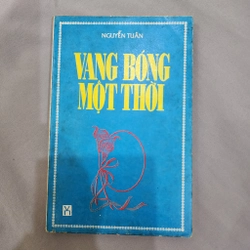 NGUYỄN TUÂN
VANG BÓNG
MỘT THỜI